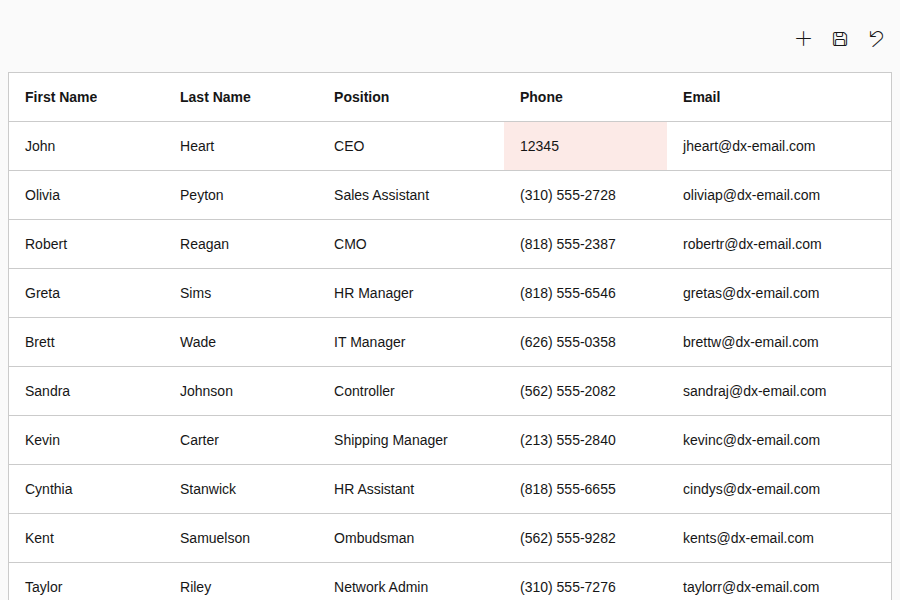 First Name Last Name Position Phone Email
John Heart CEO 12345 jheart@dx-email.com
Olivia Peyton Sales Assistant (310) 555-2728 oliviap@dx-email.com
Robert Reagan CMO (818) 555-2387 robertr@dx-email.com
Greta Sims HR Manager (818) 555-6546 gretas@dx-email.com
Brett Wade IT Manager (626) 555-0358 brettw@dx-email.com
Sandra Johnson Controller (562) 555-2082 sandraj@dx-email.com
Kevin Carter Shipping Manager (213) 555-2840 kevinc@dx-email.com
Cynthia Stanwick HR Assistant (818) 555-6655 cindys@dx-email.com
Kent Samuelson Ombudsman (562) 555-9282 kents@dx-email.com
Taylor Riley Network Admin (310) 555-7276 taylorr@dx-email.com